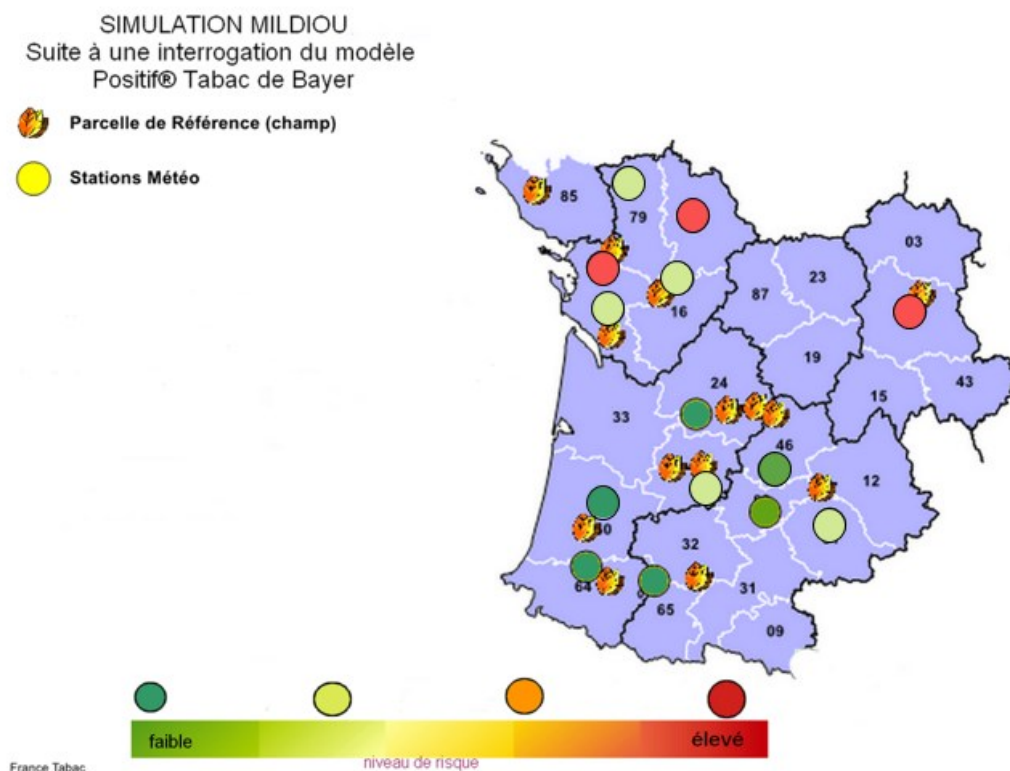 SIMULATION MILDIOU
Suite à une interrogation du modèle
Positif® Tabac de Bayer
Parcelle de Référence (champ)
Stations Météo
85
79
03
23
87
16
19
24
15
43
33
46
12
32
64
31
65
09
faible
élevé
niveau de risque
France Tabac